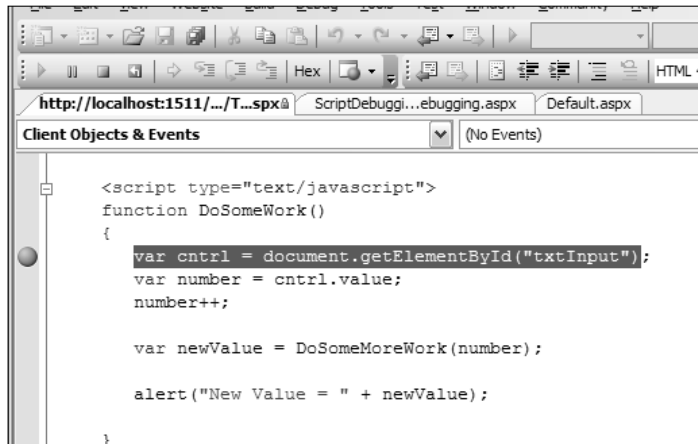 Hex
HTML
http://localhost:1511/.../T...spx
ScriptDebuggi...ebugging.aspx
Default.aspx
Client Objects & Events
(No Events)
<script type="text/javascript">
function DoSomeWork()
{
var cntrl = document.getElementById("txtInput");
var number = cntrl.value;
number++;
var newValue = DoSomeMoreWork(number);
alert("New Value = " + newValue);
}